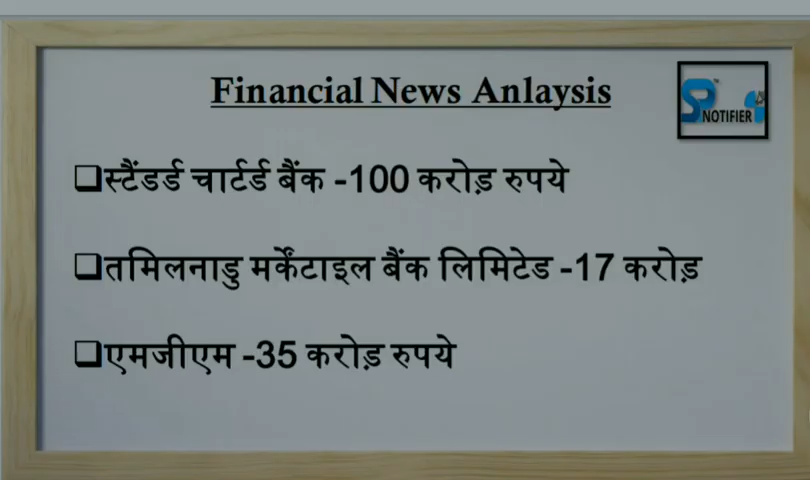 Financial News Anlaysis
SP NOTIFIER
❑स्टैंडर्ड चार्टर्ड बैंक -100 करोड़ रुपये
❑तमिलनाडु मर्केंटाइल बैंक लिमिटेड -17 करोड़
❑एमजीएम -35 करोड़ रुपये